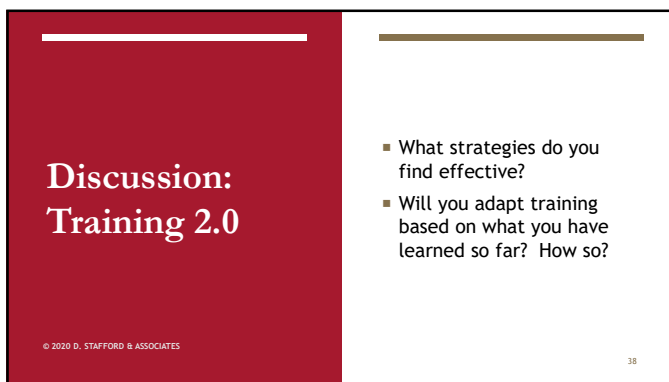 Discussion:
Training 2.0
© 2020 D. STAFFORD & ASSOCIATES
▪ What strategies do you
find effective?
▪ Will you adapt training
based on what you have
learned so far? How so?
38